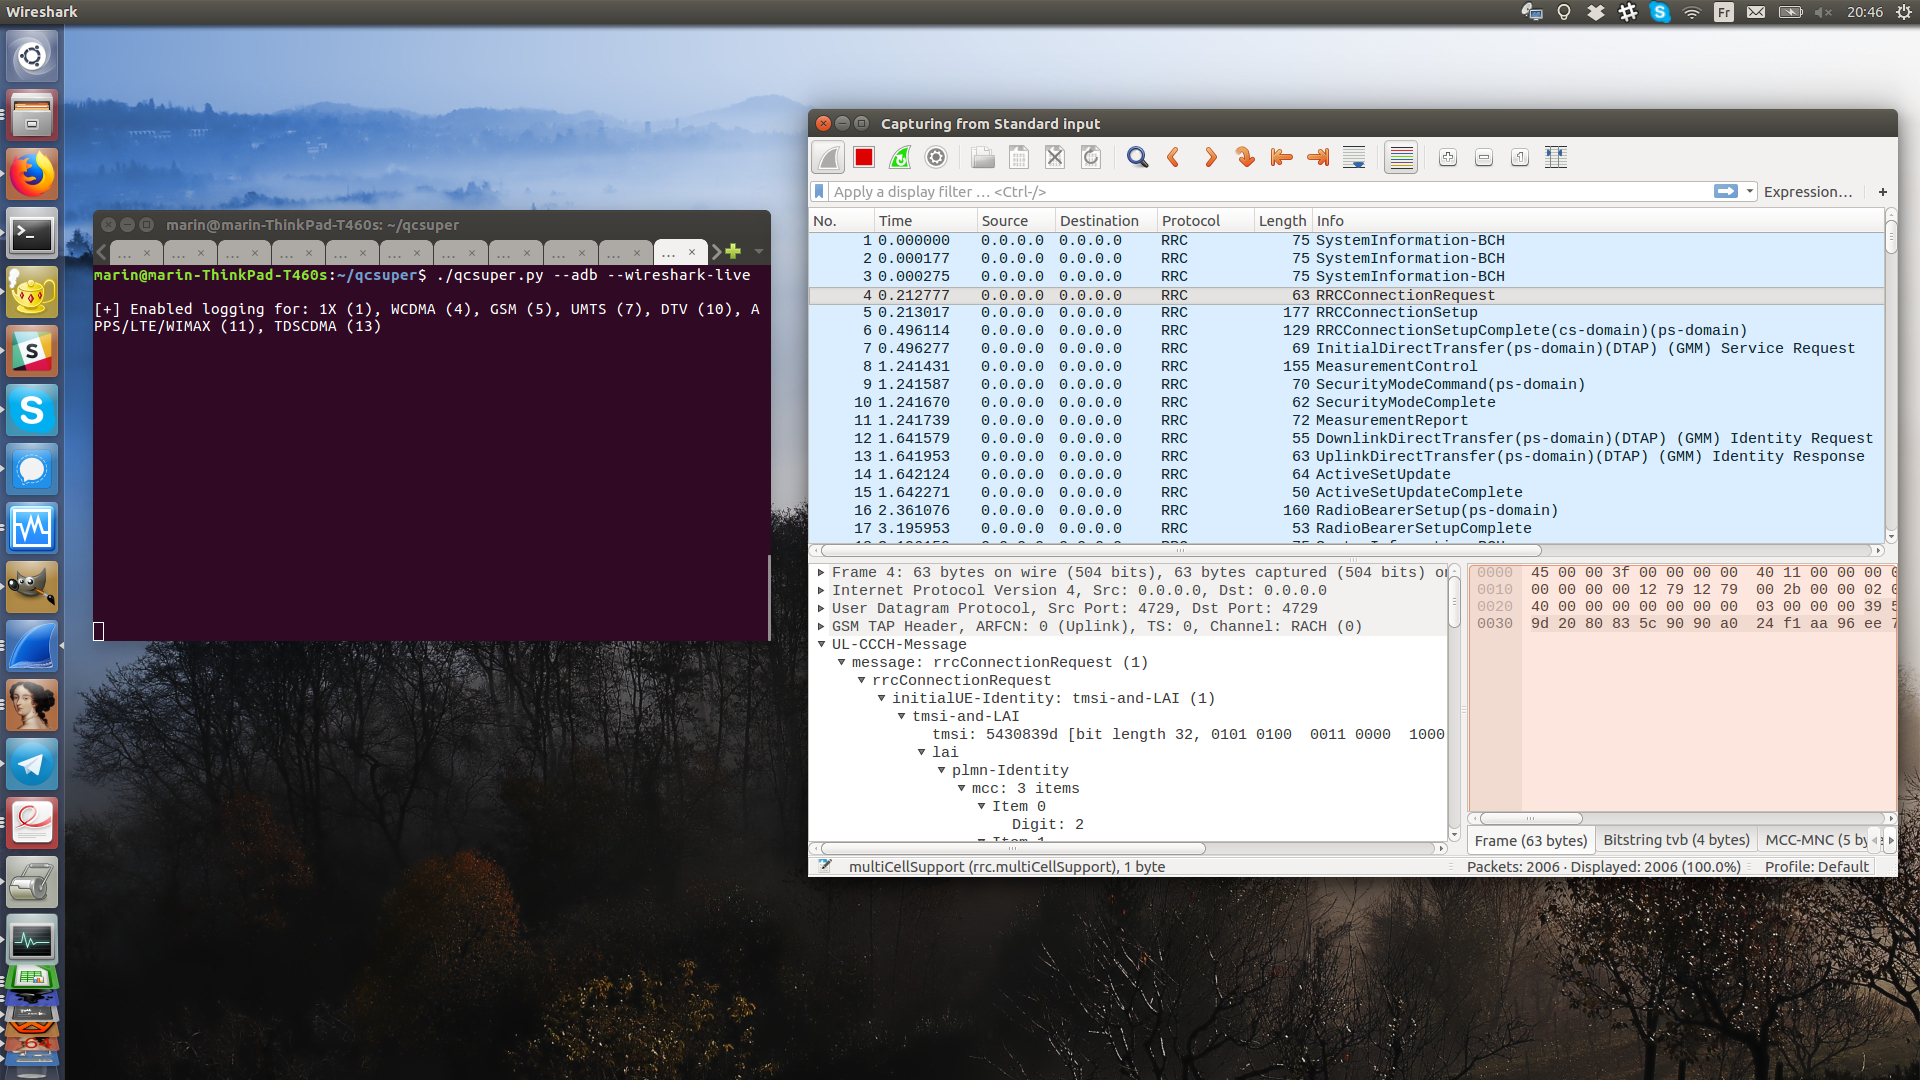 Wireshark
Fr
20:46
marin@marin-ThinkPad-T460s: ~/qcsuper
... × ... × ... × ... × ... × ... × ... × ... × ... × ... × ... ×
marin@marin-ThinkPad-T460s:~/qcsuper$ ./qcsuper.py --adb --wireshark-live
[+] Enabled logging for: 1X (1), WCDMA (4), GSM (5), UMTS (7), DTV (10), A
PPS/LTE/WIMAX (11), TDSCDMA (13)
Capturing from Standard input
Apply a display filter … <Ctrl-/>
Expression… +
No. Time Source Destination Protocol Length Info
1 0.000000 0.0.0.0 0.0.0.0 RRC 75 SystemInformation-BCH
2 0.000177 0.0.0.0 0.0.0.0 RRC 75 SystemInformation-BCH
3 0.000275 0.0.0.0 0.0.0.0 RRC 75 SystemInformation-BCH
4 0.212777 0.0.0.0 0.0.0.0 RRC 63 RRCConnectionRequest
5 0.213017 0.0.0.0 0.0.0.0 RRC 177 RRCConnectionSetup
6 0.496114 0.0.0.0 0.0.0.0 RRC 129 RRCConnectionSetupComplete(cs-domain)(ps-domain)
7 0.496277 0.0.0.0 0.0.0.0 RRC 69 InitialDirectTransfer(ps-domain)(DTAP) (GMM) Service Request
8 1.241431 0.0.0.0 0.0.0.0 RRC 155 MeasurementControl
9 1.241587 0.0.0.0 0.0.0.0 RRC 70 SecurityModeCommand(ps-domain)
10 1.241670 0.0.0.0 0.0.0.0 RRC 62 SecurityModeComplete
11 1.241739 0.0.0.0 0.0.0.0 RRC 72 MeasurementReport
12 1.641579 0.0.0.0 0.0.0.0 RRC 55 DownlinkDirectTransfer(ps-domain)(DTAP) (GMM) Identity Request
13 1.641953 0.0.0.0 0.0.0.0 RRC 63 UplinkDirectTransfer(ps-domain)(DTAP) (GMM) Identity Response
14 1.642124 0.0.0.0 0.0.0.0 RRC 64 ActiveSetUpdate
15 1.642271 0.0.0.0 0.0.0.0 RRC 50 ActiveSetUpdateComplete
16 2.361076 0.0.0.0 0.0.0.0 RRC 160 RadioBearerSetup(ps-domain)
17 3.195953 0.0.0.0 0.0.0.0 RRC 53 RadioBearerSetupComplete
Frame 4: 63 bytes on wire (504 bits), 63 bytes captured (504 bits) on
Internet Protocol Version 4, Src: 0.0.0.0, Dst: 0.0.0.0
User Datagram Protocol, Src Port: 4729, Dst Port: 4729
GSM TAP Header, ARFCN: 0 (Uplink), TS: 0, Channel: RACH (0)
UL-CCCH-Message
message: rrcConnectionRequest (1)
rrcConnectionRequest
initialUE-Identity: tmsi-and-LAI (1)
tmsi-and-LAI
tmsi: 5430839d [bit length 32, 0101 0100 0011 0000 1000
lai
plmn-Identity
mcc: 3 items
Item 0
Digit: 2
Item 1
0000 45 00 00 3f 00 00 00 00 40 11 00 00 00 0
0010 00 00 00 00 12 79 12 79 00 2b 00 00 02 0
0020 40 00 00 00 00 00 00 00 03 00 00 00 39 5
0030 9d 20 80 83 5c 90 90 a0 24 f1 aa 96 ee 7
Frame (63 bytes) Bitstring tvb (4 bytes) MCC-MNC (5 by
multiCellSupport (rrc.multiCellSupport), 1 byte
Packets: 2006 · Displayed: 2006 (100.0%)
Profile: Default